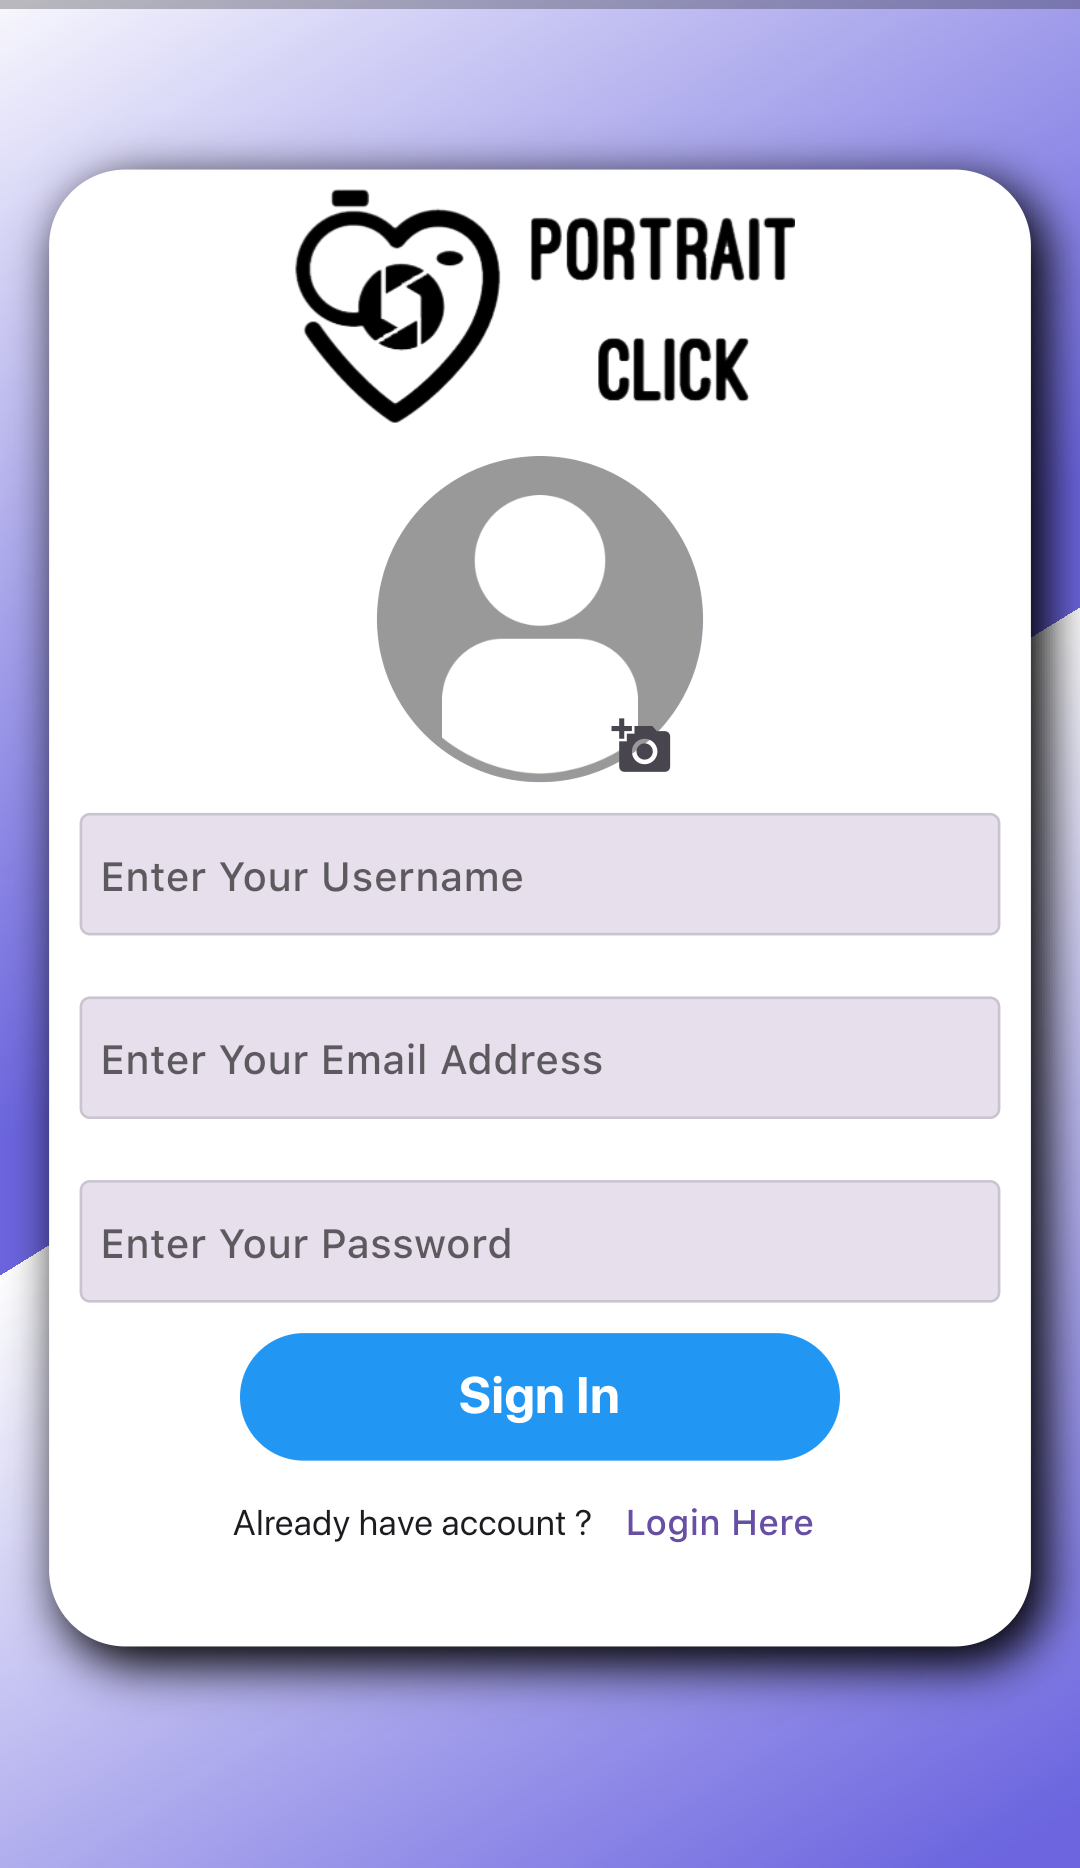 PORTRAIT
CLICK
Enter Your Username
Enter Your Email Address
Enter Your Password
Sign In
Already have account ? Login Here